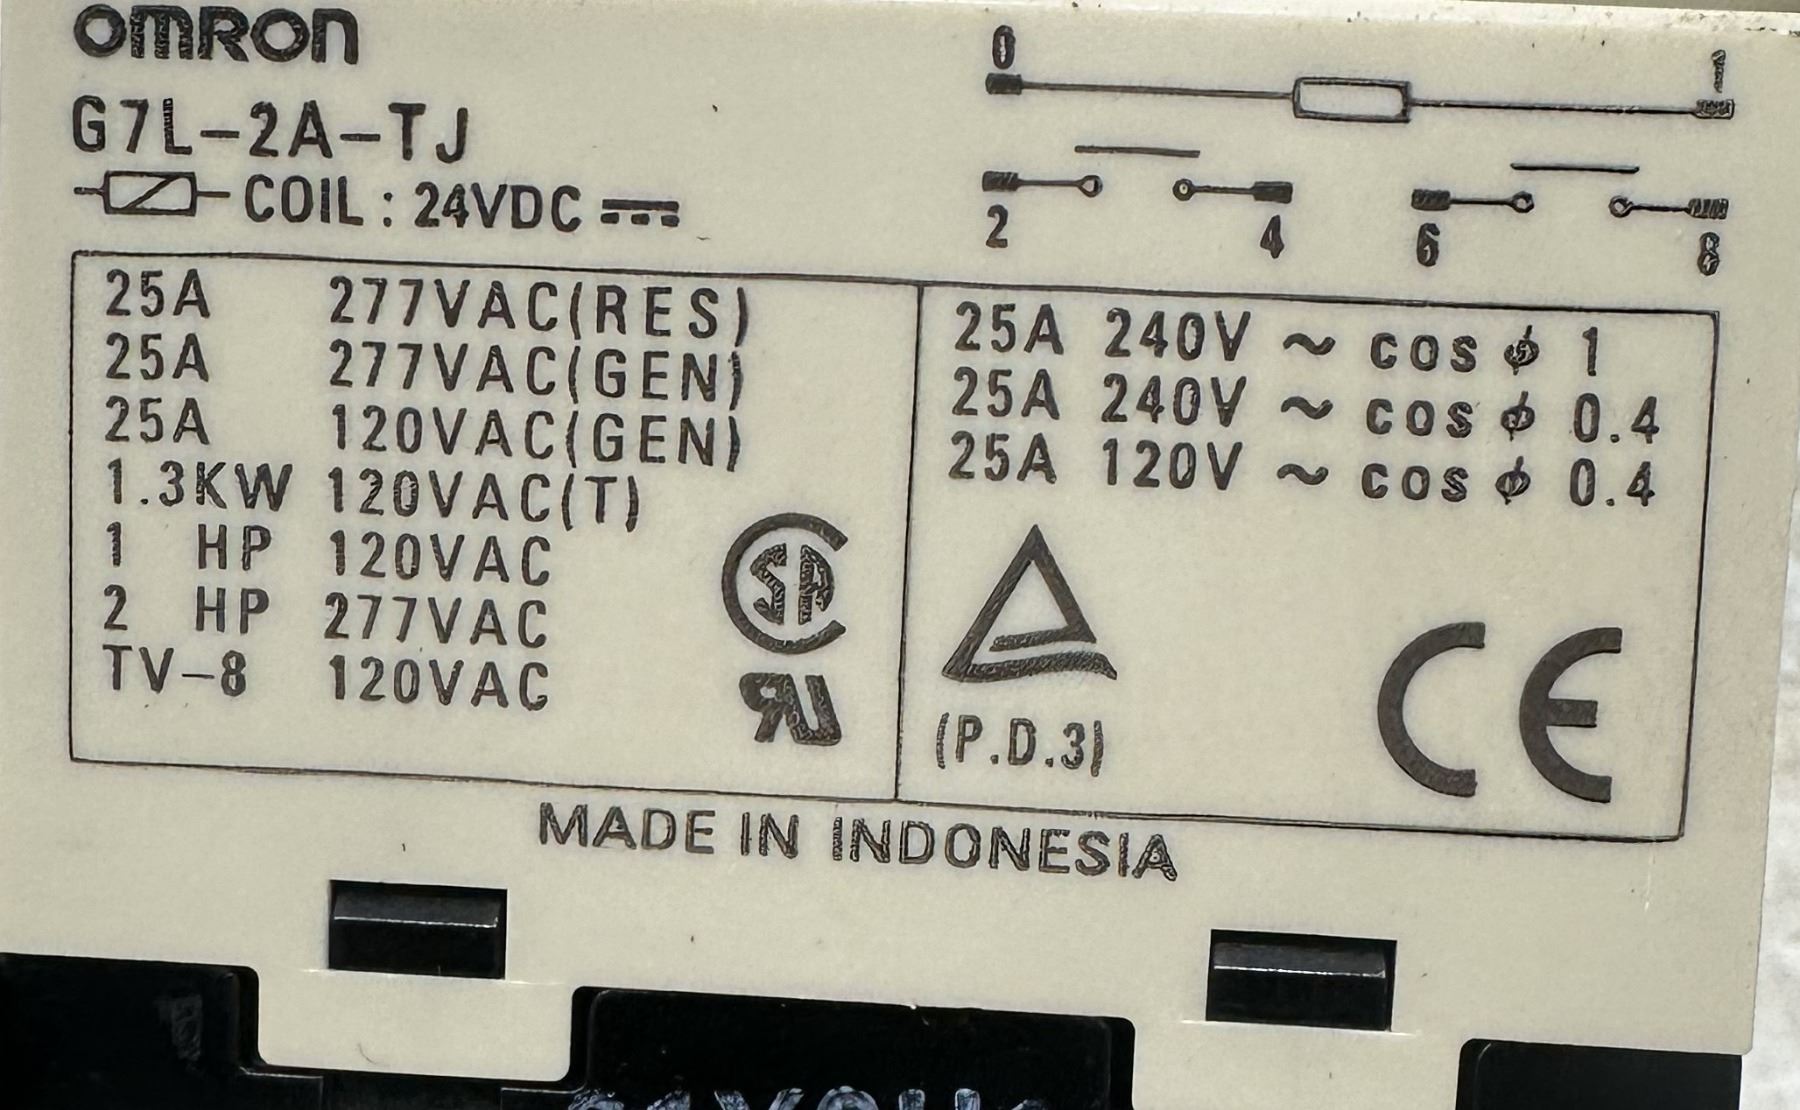 OMRON
G7L-2A-TJ
COIL : 24VDC
0 1
2 4 6 8
25A 277VAC(RES)
25A 277VAC(GEN)
25A 120VAC(GEN)
1.3KW 120VAC(T)
1 HP 120VAC
2 HP 277VAC
TV-8 120VAC
25A 240V ~ cos ϕ 1
25A 240V ~ cos ϕ 0.4
25A 120V ~ cos ϕ 0.4
SA
RU
(P.D.3)
CE
MADE IN INDONESIA